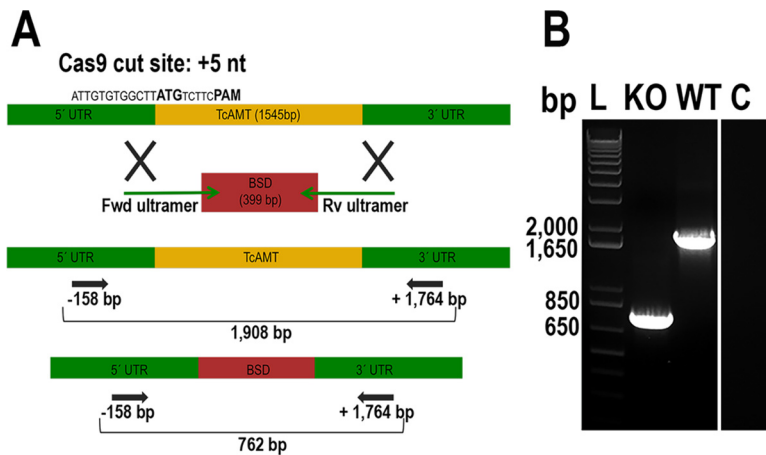 A
Cas9 cut site: +5 nt
ATTGTGTGGCTTATGTCTTCPAM
5´ UTR TcAMT (1545bp) 3´ UTR
BSD
(399 bp)
Fwd ultramer Rv ultramer
5´ UTR TcAMT 3´ UTR
-158 bp + 1,764 bp
1,908 bp
5´ UTR BSD 3´ UTR
-158 bp + 1,764 bp
762 bp
B
bp L KO WT C
2,000
1,650
850
650